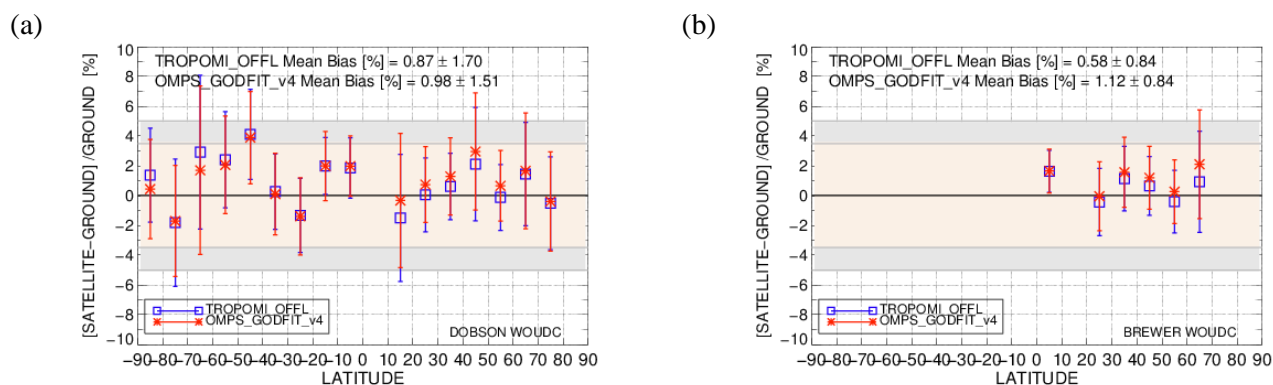 (a)
[SATELLITE-GROUND]/GROUND [%]
10
8
6
4
2
0
−2
−4
−6
−8
−10
TROPOMI_OFFL Mean Bias [%] = 0.87 ± 1.70
OMPS_GODFIT_v4 Mean Bias [%] = 0.98 ± 1.51
TROPOMI_OFFL
OMPS_GODFIT_v4
DOBSON WOUDC
−90−80−70−60−50−40−30−20−10 0 10 20 30 40 50 60 70 80 90
LATITUDE
(b)
[SATELLITE-GROUND]/GROUND [%]
10
8
6
4
2
0
−2
−4
−6
−8
−10
TROPOMI_OFFL Mean Bias [%] = 0.58 ± 0.84
OMPS_GODFIT_v4 Mean Bias [%] = 1.12 ± 0.84
TROPOMI_OFFL
OMPS_GODFIT_v4
BREWER WOUDC
−90−80−70−60−50−40−30−20−10 0 10 20 30 40 50 60 70 80 90
LATITUDE